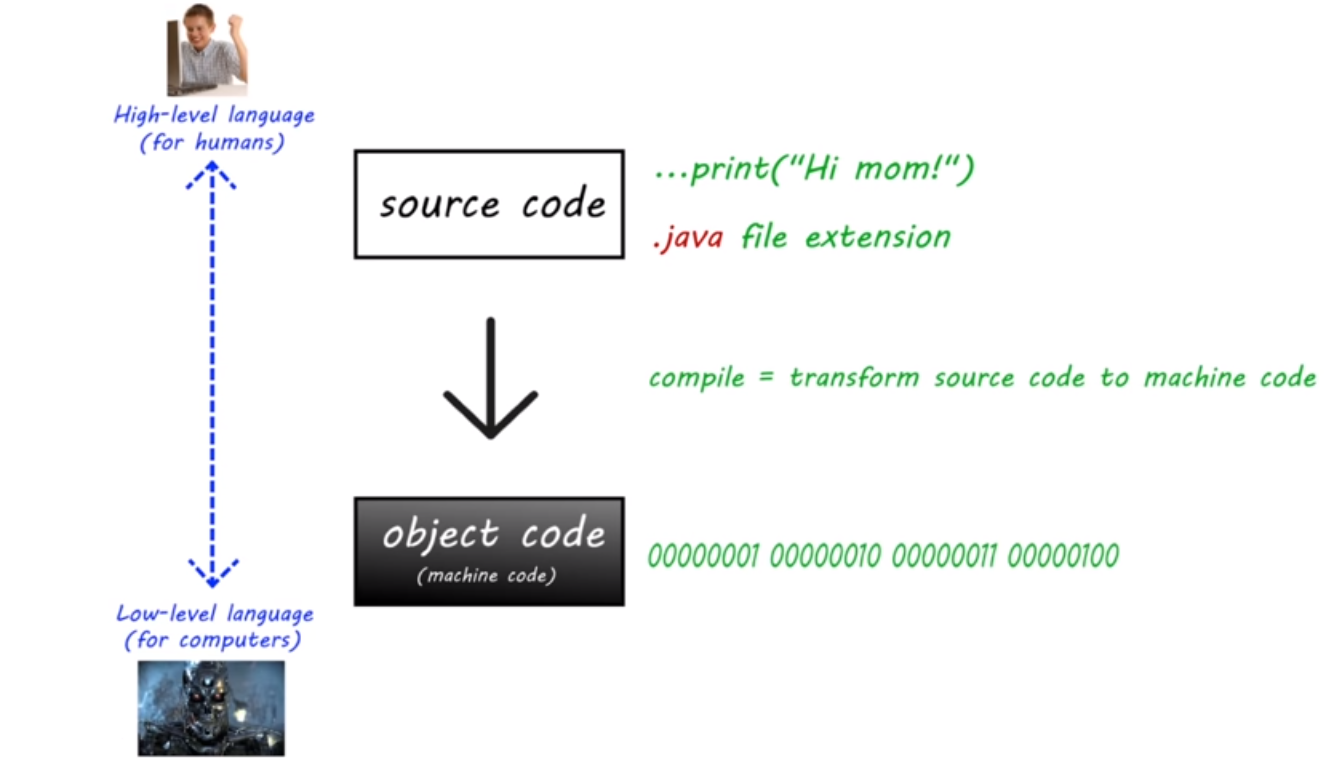 High-level language
(for humans)
source code
...print("Hi mom!")
.java file extension
compile = transform source code to machine code
object code
(machine code)
00000001 00000010 00000011 00000100
Low-level language
(for computers)